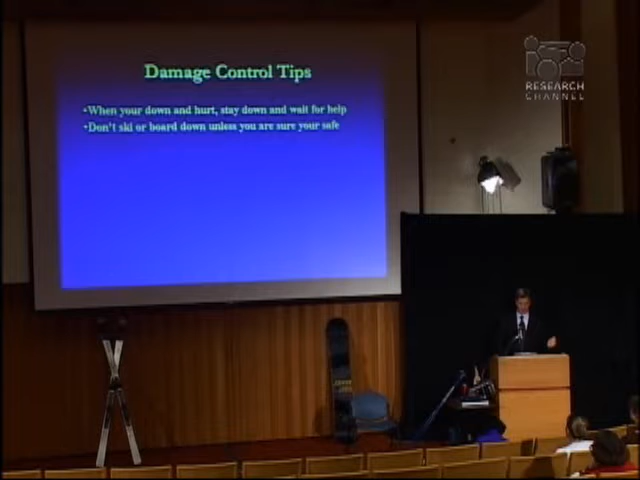 Damage Control Tips
•When your down and hurt, stay down and wait for help
•Don't ski or board down unless you are sure your safe
RESEARCH
CHANNEL